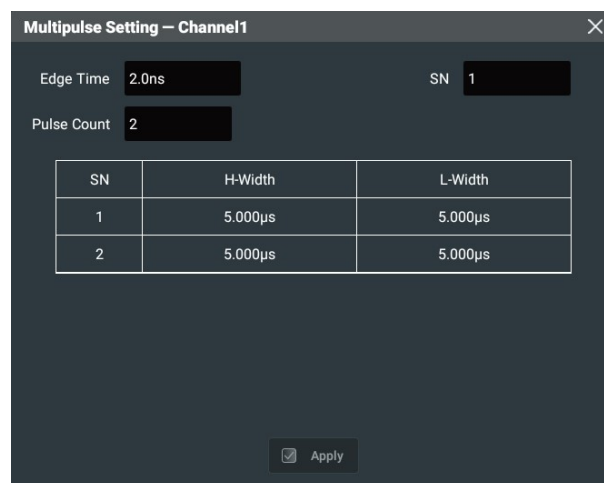 Multipulse Setting — Channel1
Edge Time 2.0ns SN 1
Pulse Count 2
SN H-Width L-Width
1 5.000µs 5.000µs
2 5.000µs 5.000µs
Apply